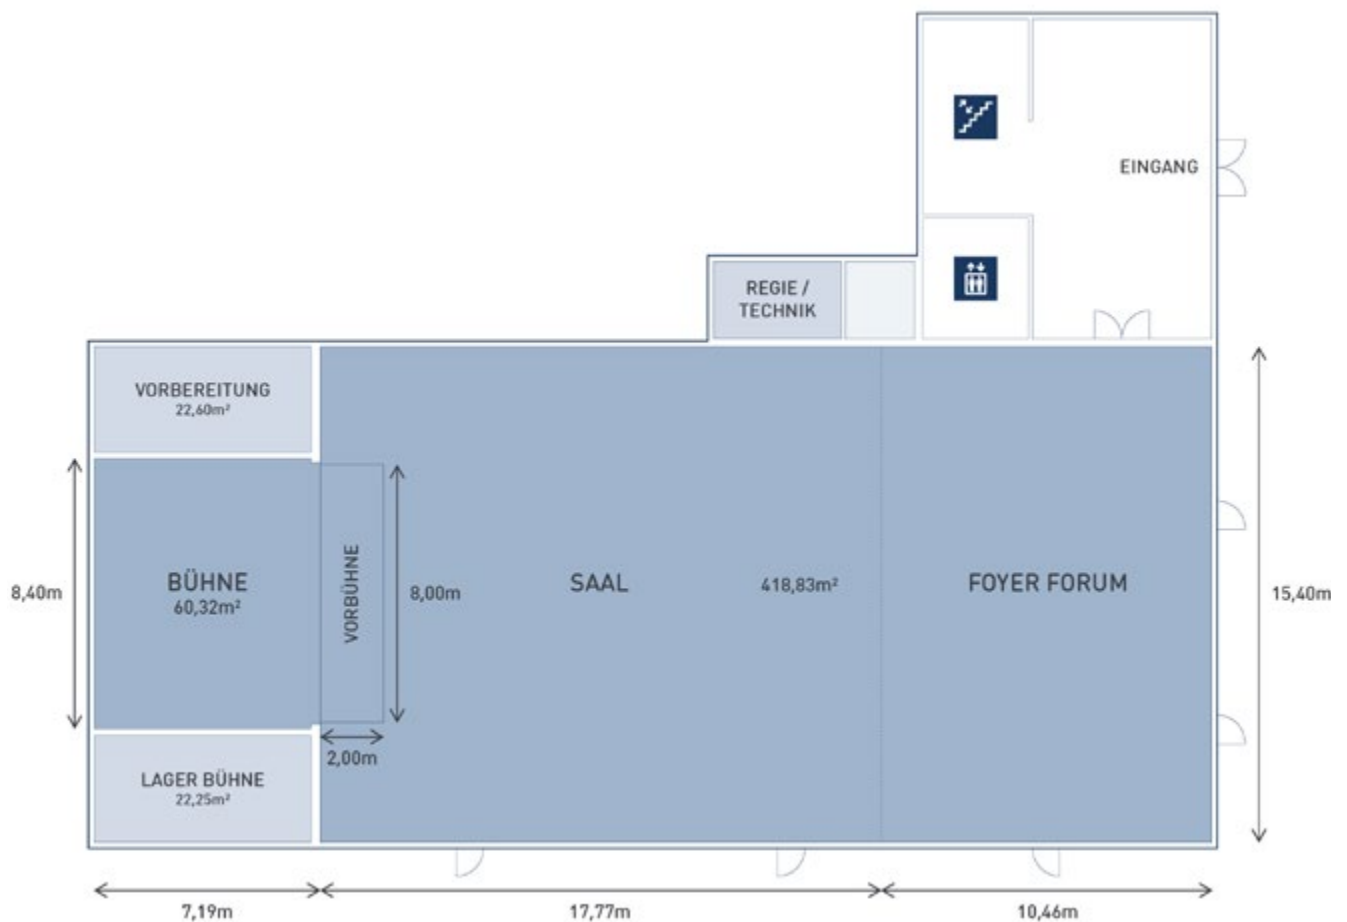 EINGANG
REGIE /
TECHNIK
VORBEREITUNG
22,60m²
8,40m
BÜHNE
60,32m²
VORBÜHNE
8,00m
SAAL
418,83m²
FOYER FORUM
15,40m
2,00m
LAGER BÜHNE
22,25m²
7,19m
17,77m
10,46m